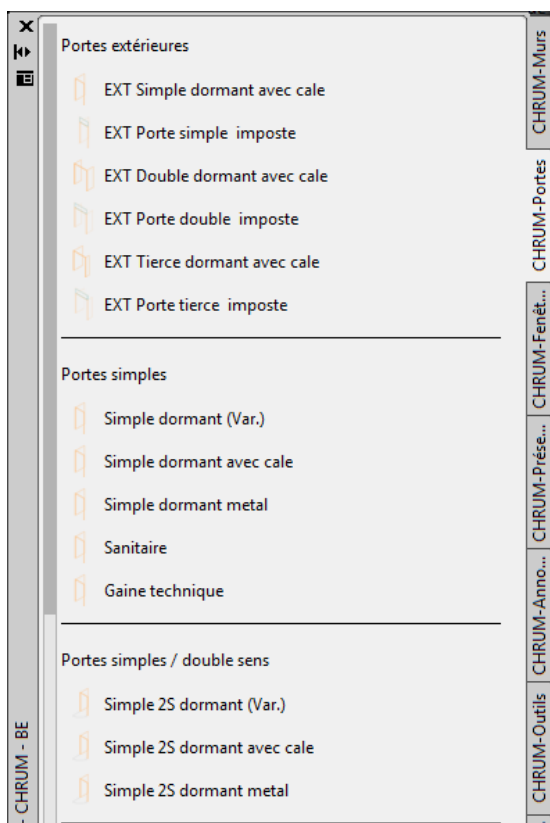 Portes extérieures
EXT Simple dormant avec cale
EXT Porte simple  imposte
EXT Double dormant avec cale
EXT Porte double  imposte
EXT Tierce dormant avec cale
EXT Porte tierce  imposte
Portes simples
Simple dormant (Var.)
Simple dormant avec cale
Simple dormant metal
Sanitaire
Gaine technique
Portes simples / double sens
Simple 2S dormant (Var.)
Simple 2S dormant avec cale
Simple 2S dormant metal
CHRUM-Murs
CHRUM-Portes
CHRUM-Fenêt...
CHRUM-Prése...
CHRUM-Anno...
CHRUM-Outils
- CHRUM - BE